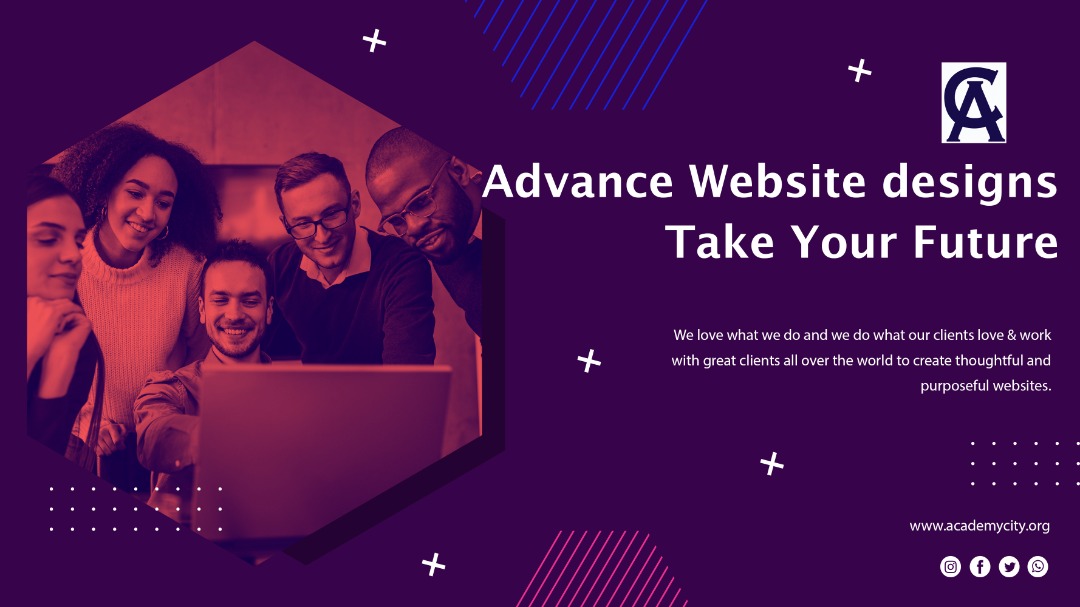 CA
Advance Website designs
Take Your Future
We love what we do and we do what our clients love & work
with great clients all over the world to create thoughtful and
purposeful websites.
www.academycity.org